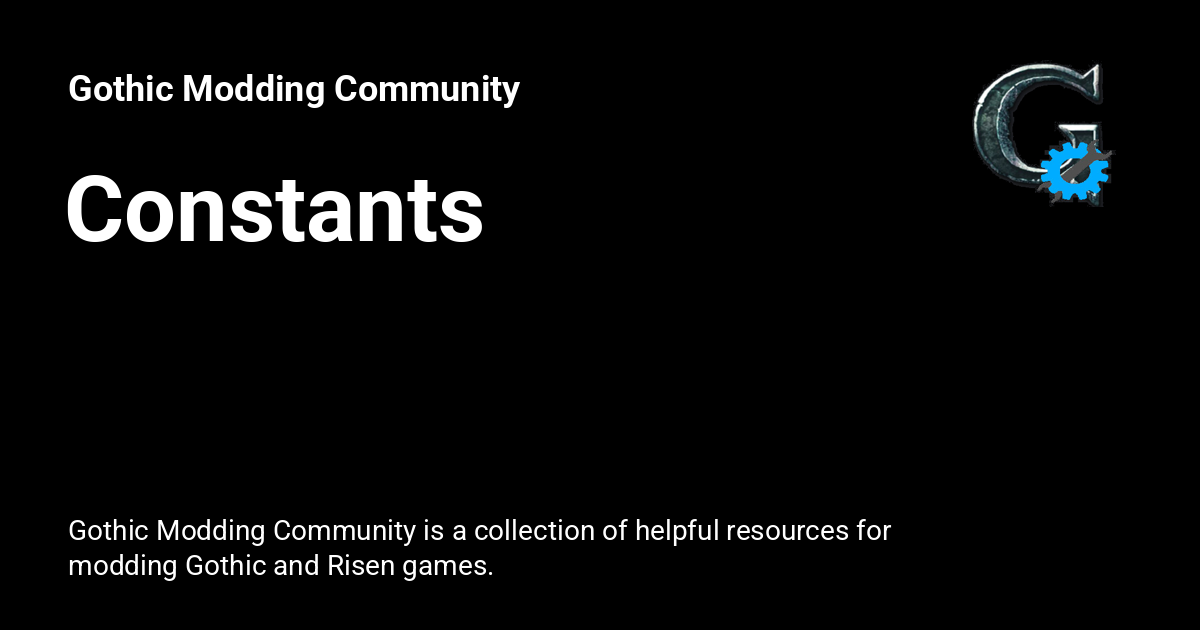 Gothic Modding Community
Constants
Gothic Modding Community is a collection of helpful resources for
modding Gothic and Risen games.
G